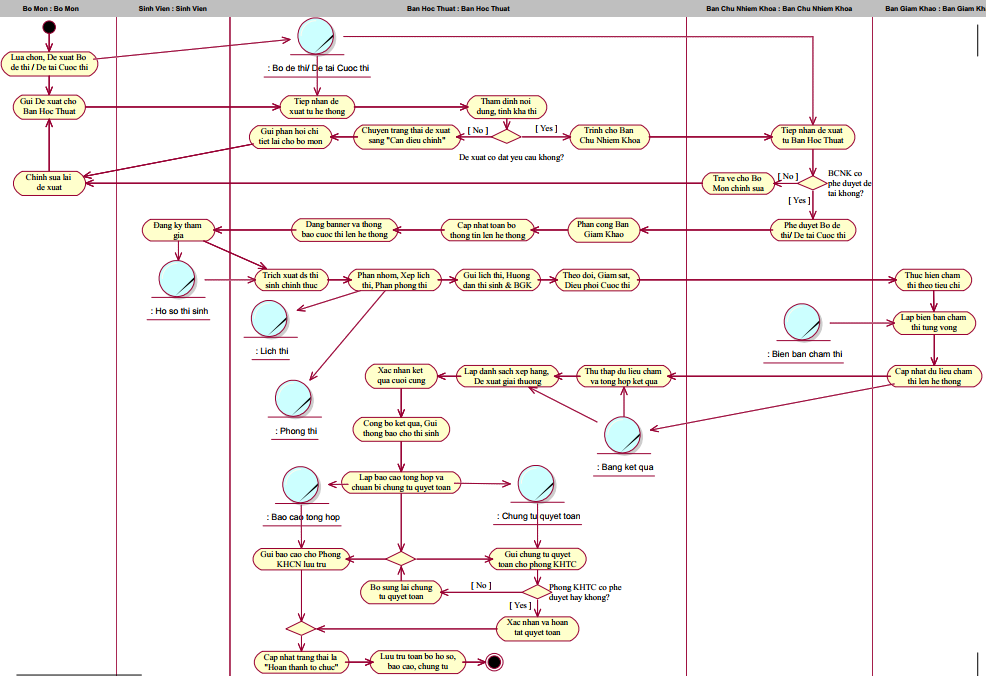 Bo Mon : Bo Mon
Sinh Vien : Sinh Vien
Ban Hoc Thuat : Ban Hoc Thuat
Ban Chu Nhiem Khoa : Ban Chu Nhiem Khoa
Ban Giam Khao : Ban Giam Kh
Lua chon, De xuat Bo
de thi / De tai Cuoc thi
: Bo de thi/ De tai Cuoc thi
Gui De xuat cho
Ban Hoc Thuat
Tiep nhan de
xuat tu he thong
Tham dinh noi
dung, tinh kha thi
Gui phan hoi chi
tiet lai cho bo mon
Chuyen trang thai de xuat
sang "Can dieu chinh"
[ No ]
[ Yes ]
Trinh cho Ban
Chu Nhiem Khoa
Tiep nhan de xuat
tu Ban Hoc Thuat
De xuat co dat yeu cau khong?
Chinh sua lai
de xuat
Tra ve cho Bo
Mon chinh sua
[ No ]
BCNK co
phe duyet de
tai khong?
[ Yes ]
Đang ky tham
gia
Dang banner va thong
bao cuoc thi len he thong
Cap nhat toan bo
thong tin len he thong
Phan cong Ban
Giam Khao
Phe duyet Bo de
thi/ De tai Cuoc thi
: Ho so thi sinh
Trich xuat ds thi
sinh chinh thuc
Phan nhom, Xep lich
thi, Phan phong thi
Gui lich thi, Huong
dan thi sinh & BGK
Theo doi, Giam sat,
Dieu phoi Cuoc thi
Thuc hien cham
thi theo tieu chi
: Lich thi
: Bien ban cham thi
Lap bien ban cham
thi tung vong
Xac nhan ket
qua cuoi cung
Lap danh sach xep hang,
De xuat giai thuong
Thu thap du lieu cham
va tong hop ket qua
Cap nhat du lieu cham
thi len he thong
: Phong thi
Cong bo ket qua, Gui
thong bao cho thi sinh
: Bang ket qua
Lap bao cao tong hop va
chuan bi chung tu quyet toan
: Bao cao tong hop
: Chung tu quyet toan
Gui bao cao cho Phong
KHCN luu tru
Gui chung tu quyet
toan cho phong KHTC
Bo sung lai chung
tu quyet toan
[ No ]
Phong KHTC co phe
duyet hay khong?
[ Yes ]
Xac nhan va hoan
tat quyet toan
Cap nhat trang thai la
"Hoan thanh to chuc"
Luu tru toan bo ho so,
bao cao, chung tu